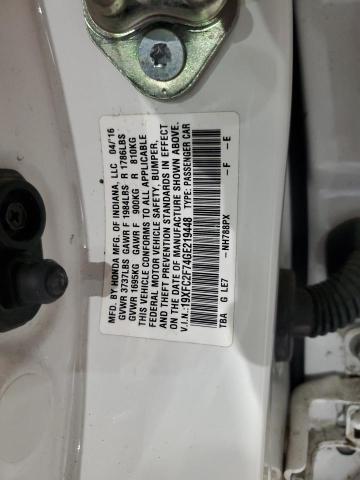 MFD. BY HONDA MFG. OF INDIANA, LLC 04/16
GVWR 3737LBS GAWR F 1984LBS R 1786LBS
GVWR 1695KG GAWR F 900KG R 810KG
THIS VEHICLE CONFORMS TO ALL APPLICABLE
FEDERAL MOTOR VEHICLE SAFETY, BUMPER,
AND THEFT PREVENTION STANDARDS IN EFFECT
ON THE DATE OF MANUFACTURE SHOWN ABOVE.
V.I.N.:19XFC2F74GE219448 TYPE: PASSENGER CAR
TBA G LE7 - NH788PX - F - E